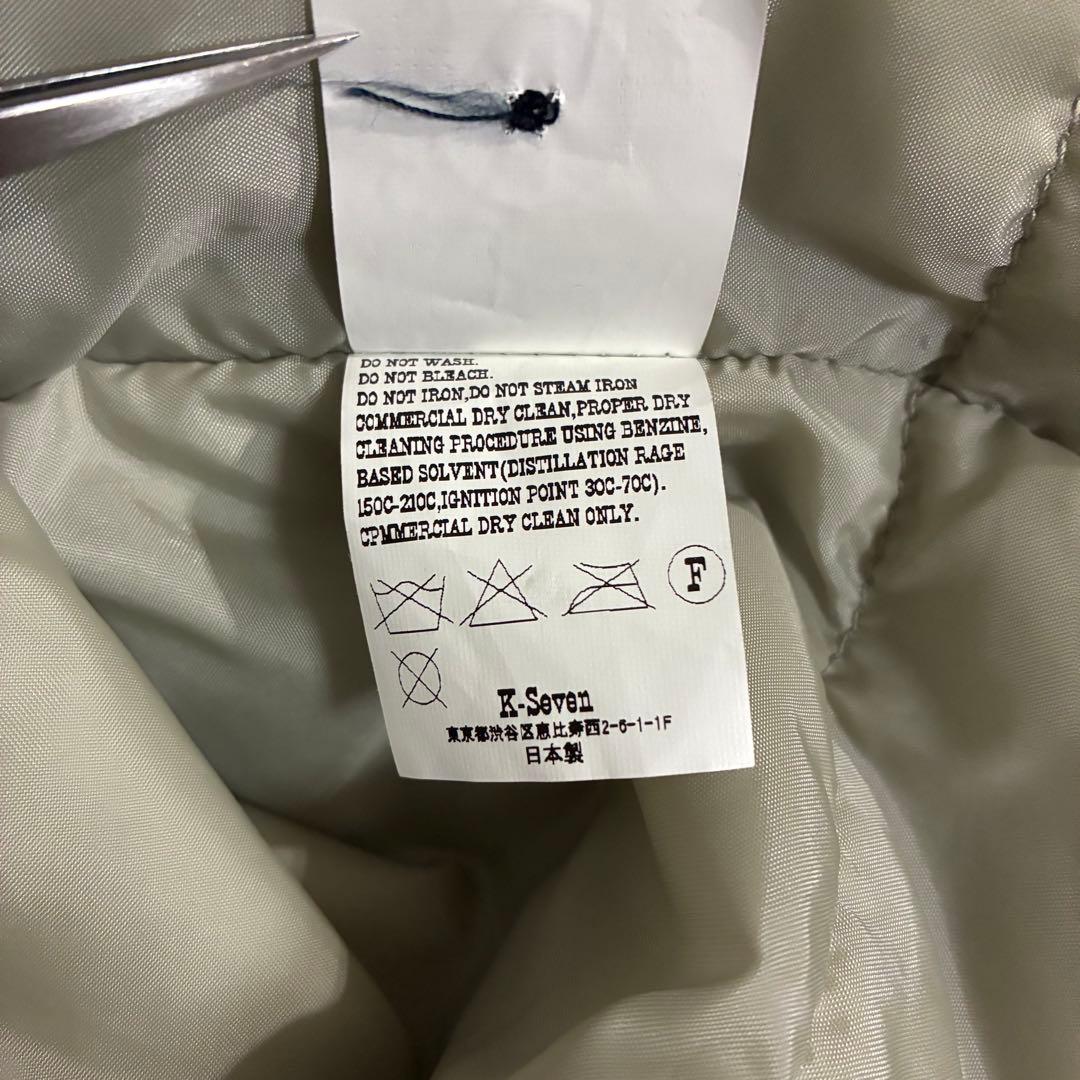 DO NOT WASH.
DO NOT BLEACH.
DO NOT IRON,DO NOT STEAM IRON
COMMERCIAL DRY CLEAN,PROPER DRY
CLEANING PROCEDURE USING BENZINE,
BASED SOLVENT(DISTILLATION RAGE
150C-210C,IGNITION POINT 30C-70C).
CPMMERCIAL DRY CLEAN ONLY.
F
K-Seven
東京都渋谷区恵比寿西2-6-1-1F
日本製